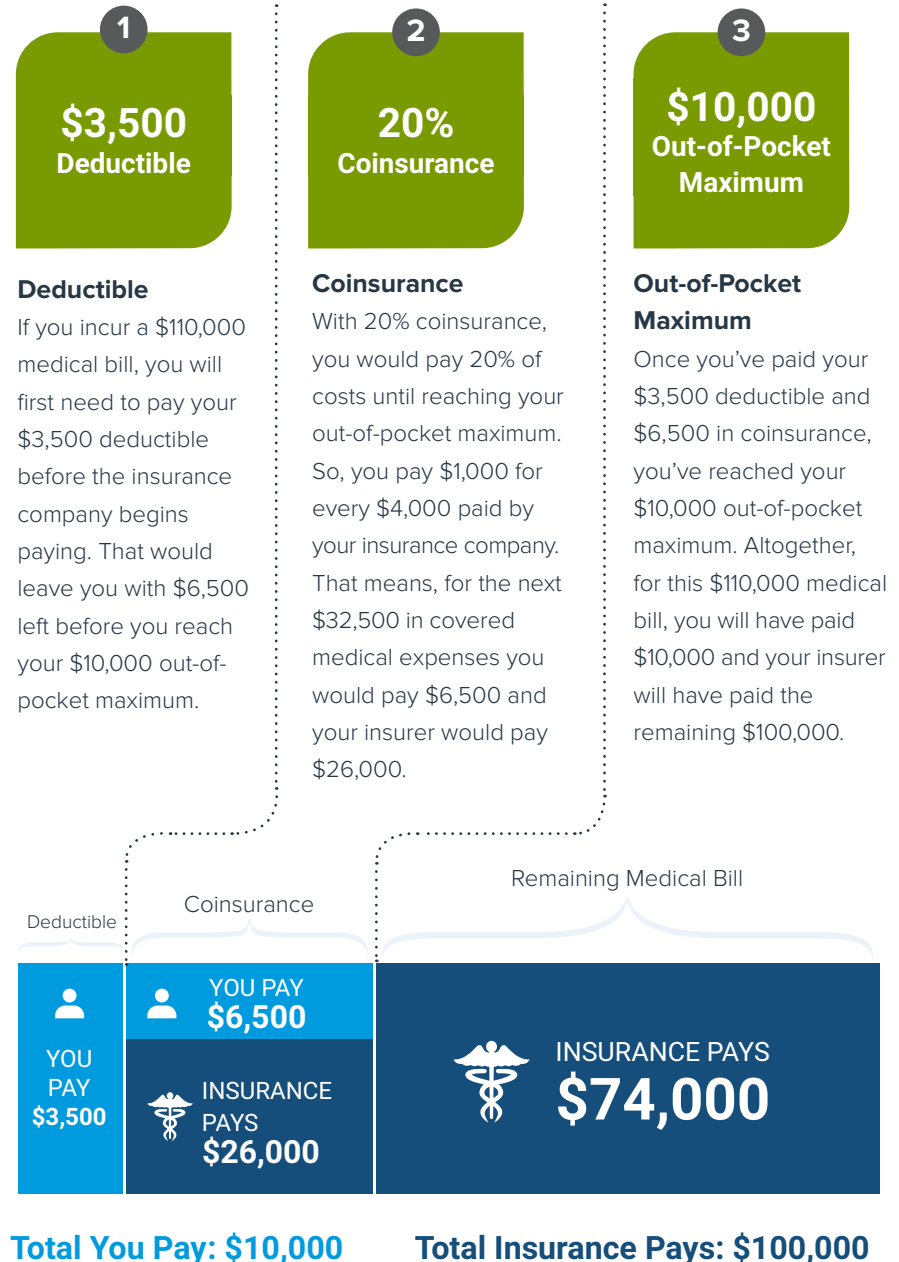 1
$3,500
Deductible
Deductible
If you incur a $110,000
medical bill, you will
first need to pay your
$3,500 deductible
before the insurance
company begins
paying. That would
leave you with $6,500
left before you reach
your $10,000 out-of-
pocket maximum.
2
20%
Coinsurance
Coinsurance
With 20% coinsurance,
you would pay 20% of
costs until reaching your
out-of-pocket maximum.
So, you pay $1,000 for
every $4,000 paid by
your insurance company.
That means, for the next
$32,500 in covered
medical expenses you
would pay $6,500 and
your insurer would pay
$26,000.
3
$10,000
Out-of-Pocket
Maximum
Out-of-Pocket
Maximum
Once you’ve paid your
$3,500 deductible and
$6,500 in coinsurance,
you’ve reached your
$10,000 out-of-pocket
maximum. Altogether,
for this $110,000 medical
bill, you will have paid
$10,000 and your insurer
will have paid the
remaining $100,000.
Deductible
Coinsurance
Remaining Medical Bill
YOU
PAY
$3,500
YOU PAY
$6,500
INSURANCE
PAYS
$26,000
INSURANCE PAYS
$74,000
Total You Pay: $10,000
Total Insurance Pays: $100,000